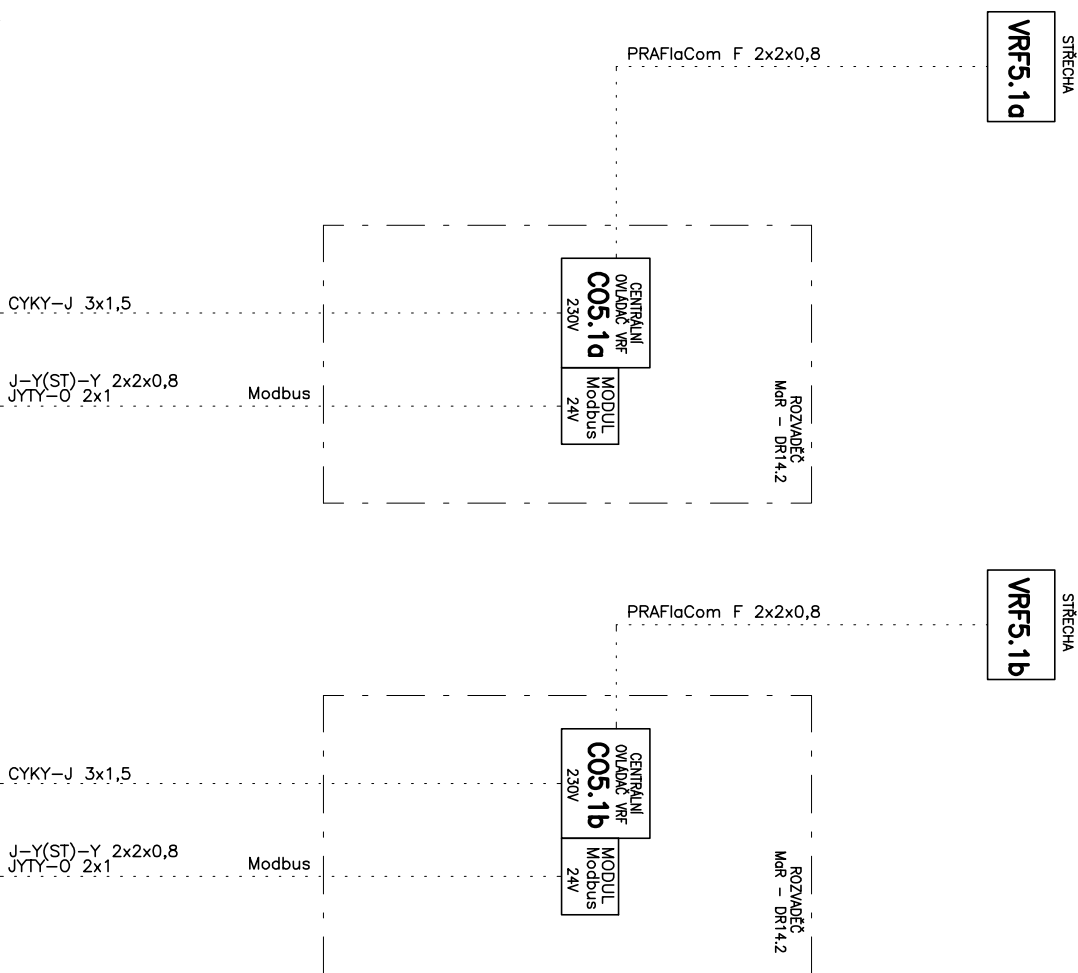 STŘECHA
VRF5.1a
PRAFlaCom F 2x2x0,8
CENTRÁLNÍ
OVLÁDAČ VRF
CO5.1a
230V
CYKY-J 3x1,5
MODUL
Modbus
24V
J-Y(ST)-Y 2x2x0,8
JYTY-O 2x1
Modbus
ROZVADĚČ
MaR - DR14.2
STŘECHA
VRF5.1b
PRAFlaCom F 2x2x0,8
CENTRÁLNÍ
OVLÁDAČ VRF
CO5.1b
230V
CYKY-J 3x1,5
MODUL
Modbus
24V
J-Y(ST)-Y 2x2x0,8
JYTY-O 2x1
Modbus
ROZVADĚČ
MaR - DR14.2